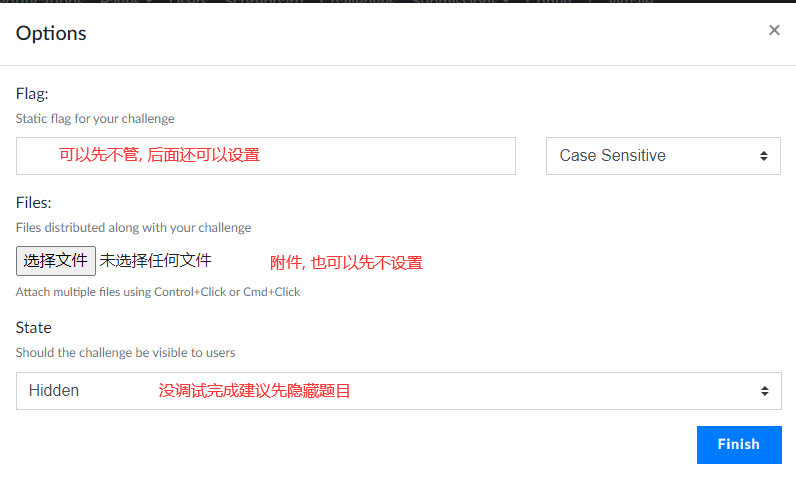 Options
×
Flag:
Static flag for your challenge
可以先不管, 后面还可以设置
Case Sensitive
Files:
Files distributed along with your challenge
选择文件 未选择任何文件
附件, 也可以先不设置
Attach multiple files using Control+Click or Cmd+Click
State
Should the challenge be visible to users
Hidden
没调试完成建议先隐藏题目
Finish